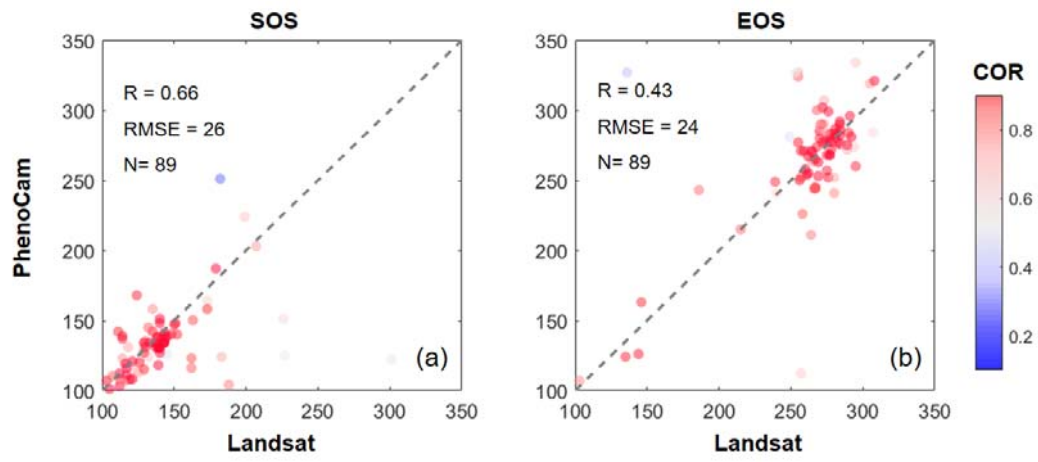 SOS
EOS
350
300
250
200
150
100
R = 0.66
RMSE = 26
N= 89
(a)
100 150 200 250 300 350
Landsat
PhenoCam
350
300
250
200
150
100
R = 0.43
RMSE = 24
N= 89
(b)
100 150 200 250 300 350
Landsat
COR
0.8
0.6
0.4
0.2